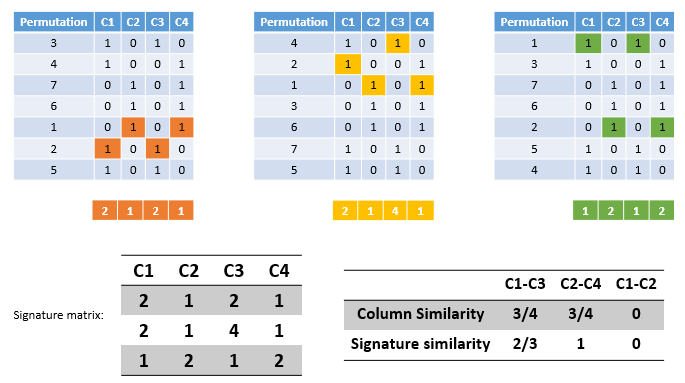 Permutation C1 C2 C3 C4
3 1 0 1 0
4 1 0 0 1
7 0 1 0 1
6 0 1 0 1
1 0 1 0 1
2 1 0 1 0
5 1 0 1 0
2 1 2 1
Permutation C1 C2 C3 C4
4 1 0 1 0
2 1 0 0 1
1 0 1 0 1
3 0 1 0 1
6 0 1 0 1
7 1 0 1 0
5 1 0 1 0
2 1 4 1
Permutation C1 C2 C3 C4
1 1 0 1 0
3 1 0 0 1
7 0 1 0 1
6 0 1 0 1
2 0 1 0 1
5 1 0 1 0
4 1 0 1 0
1 2 1 2
Signature matrix:
C1 C2 C3 C4
2 1 2 1
2 1 4 1
1 2 1 2
C1-C3 C2-C4 C1-C2
Column Similarity 3/4 3/4 0
Signature similarity 2/3 1 0